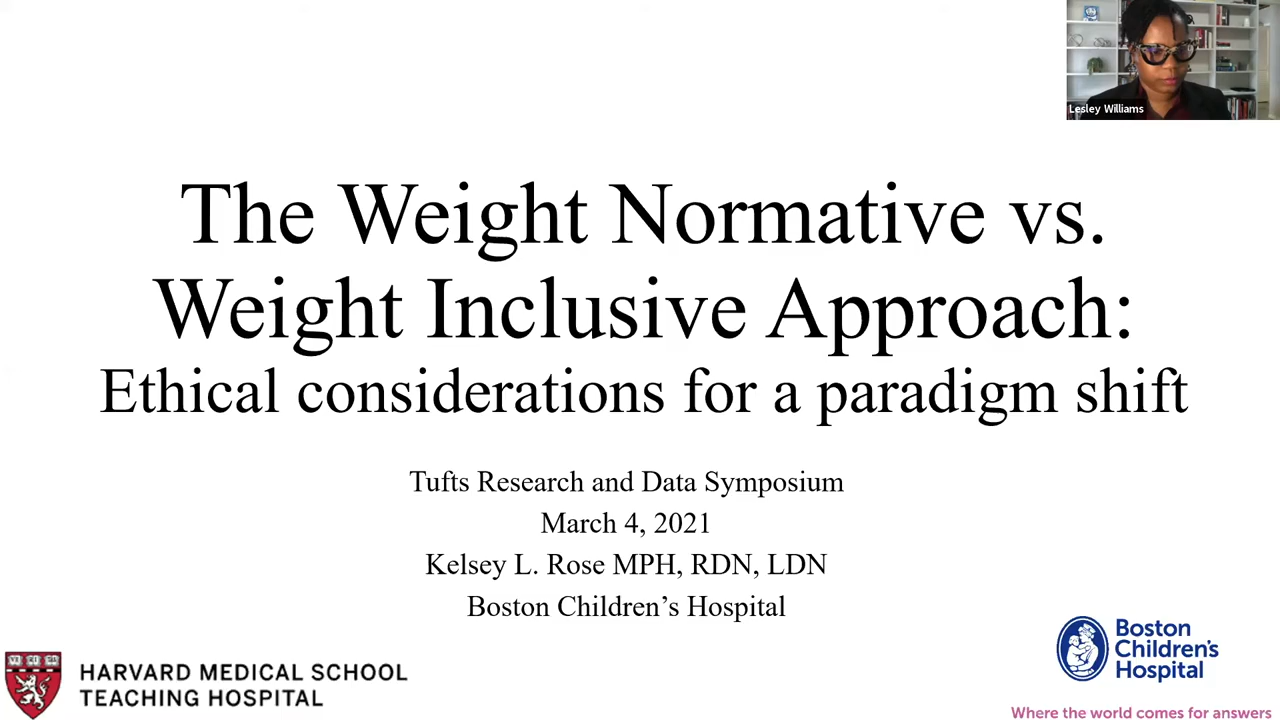 Lesley Williams
The Weight Normative vs.
Weight Inclusive Approach:
Ethical considerations for a paradigm shift
Tufts Research and Data Symposium
March 4, 2021
Kelsey L. Rose MPH, RDN, LDN
Boston Children’s Hospital
HARVARD MEDICAL SCHOOL
TEACHING HOSPITAL
Boston
Children's
Hospital
Where the world comes for answers